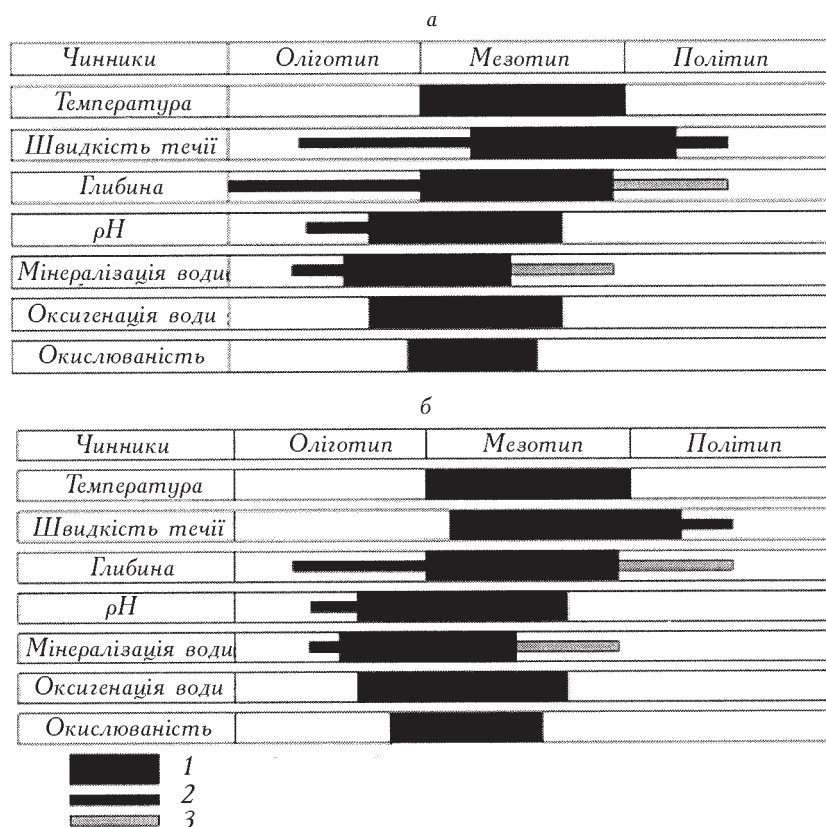 а
Чинники Оліготип Мезотип Політип
Температура
Швидкість течії
Глибина
рН
Мінералізація води
Оксигенація води
Окислюваність
б
Чинники Оліготип Мезотип Політип
Температура
Швидкість течії
Глибина
рН
Мінералізація води
Оксигенація води
Окислюваність
1
2
3